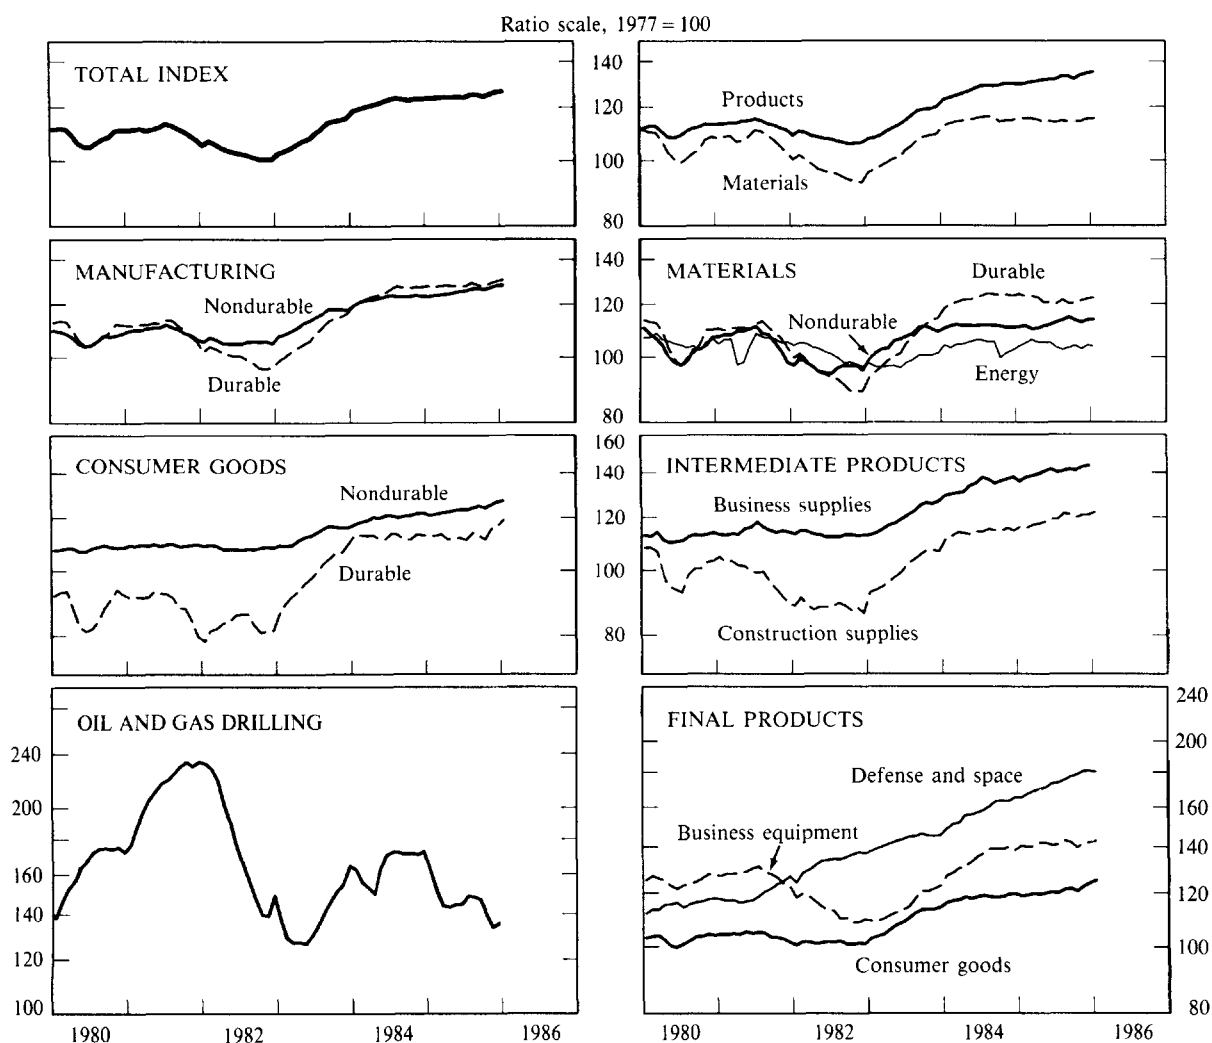 Ratio scale, 1977 = 100
TOTAL INDEX
140
120
100
80
Products
Materials
MANUFACTURING
Nondurable
Durable
MATERIALS
140
120
100
80
Durable
Nondurable
Energy
CONSUMER GOODS
Nondurable
Durable
160
140
120
100
80
INTERMEDIATE PRODUCTS
Business supplies
Construction supplies
OIL AND GAS DRILLING
240
200
160
140
120
100
FINAL PRODUCTS
Defense and space
Business equipment
Consumer goods
240
200
160
140
120
100
80
1980 1982 1984 1986
1980 1982 1984 1986